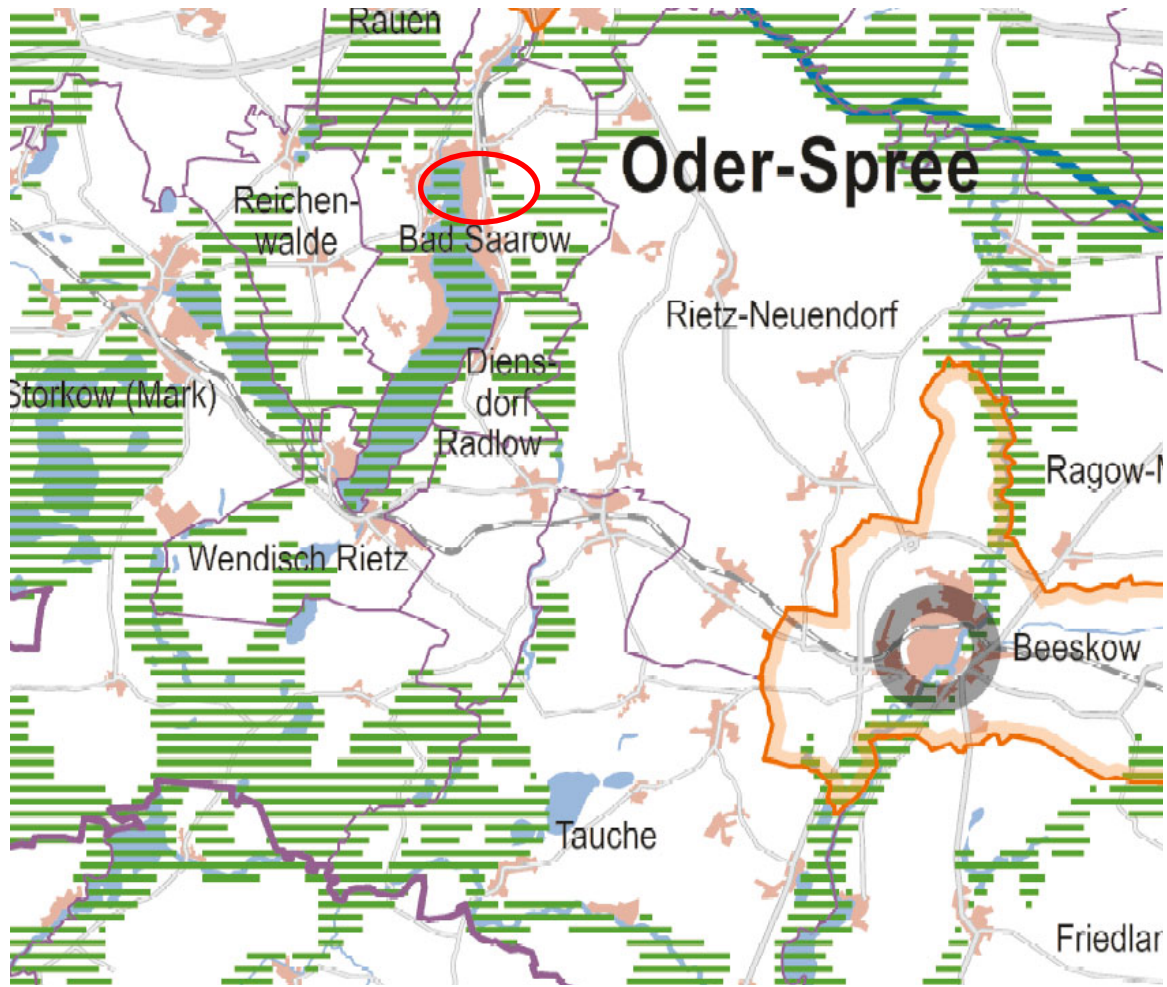 Rauen
Oder-Spree
Reichen-
walde
Bad Saarow
Rietz-Neuendorf
Diens-
dorf
Radlow
Storkow (Mark)
Ragow-
Wendisch Rietz
Beeskow
Tauche
Friedlan